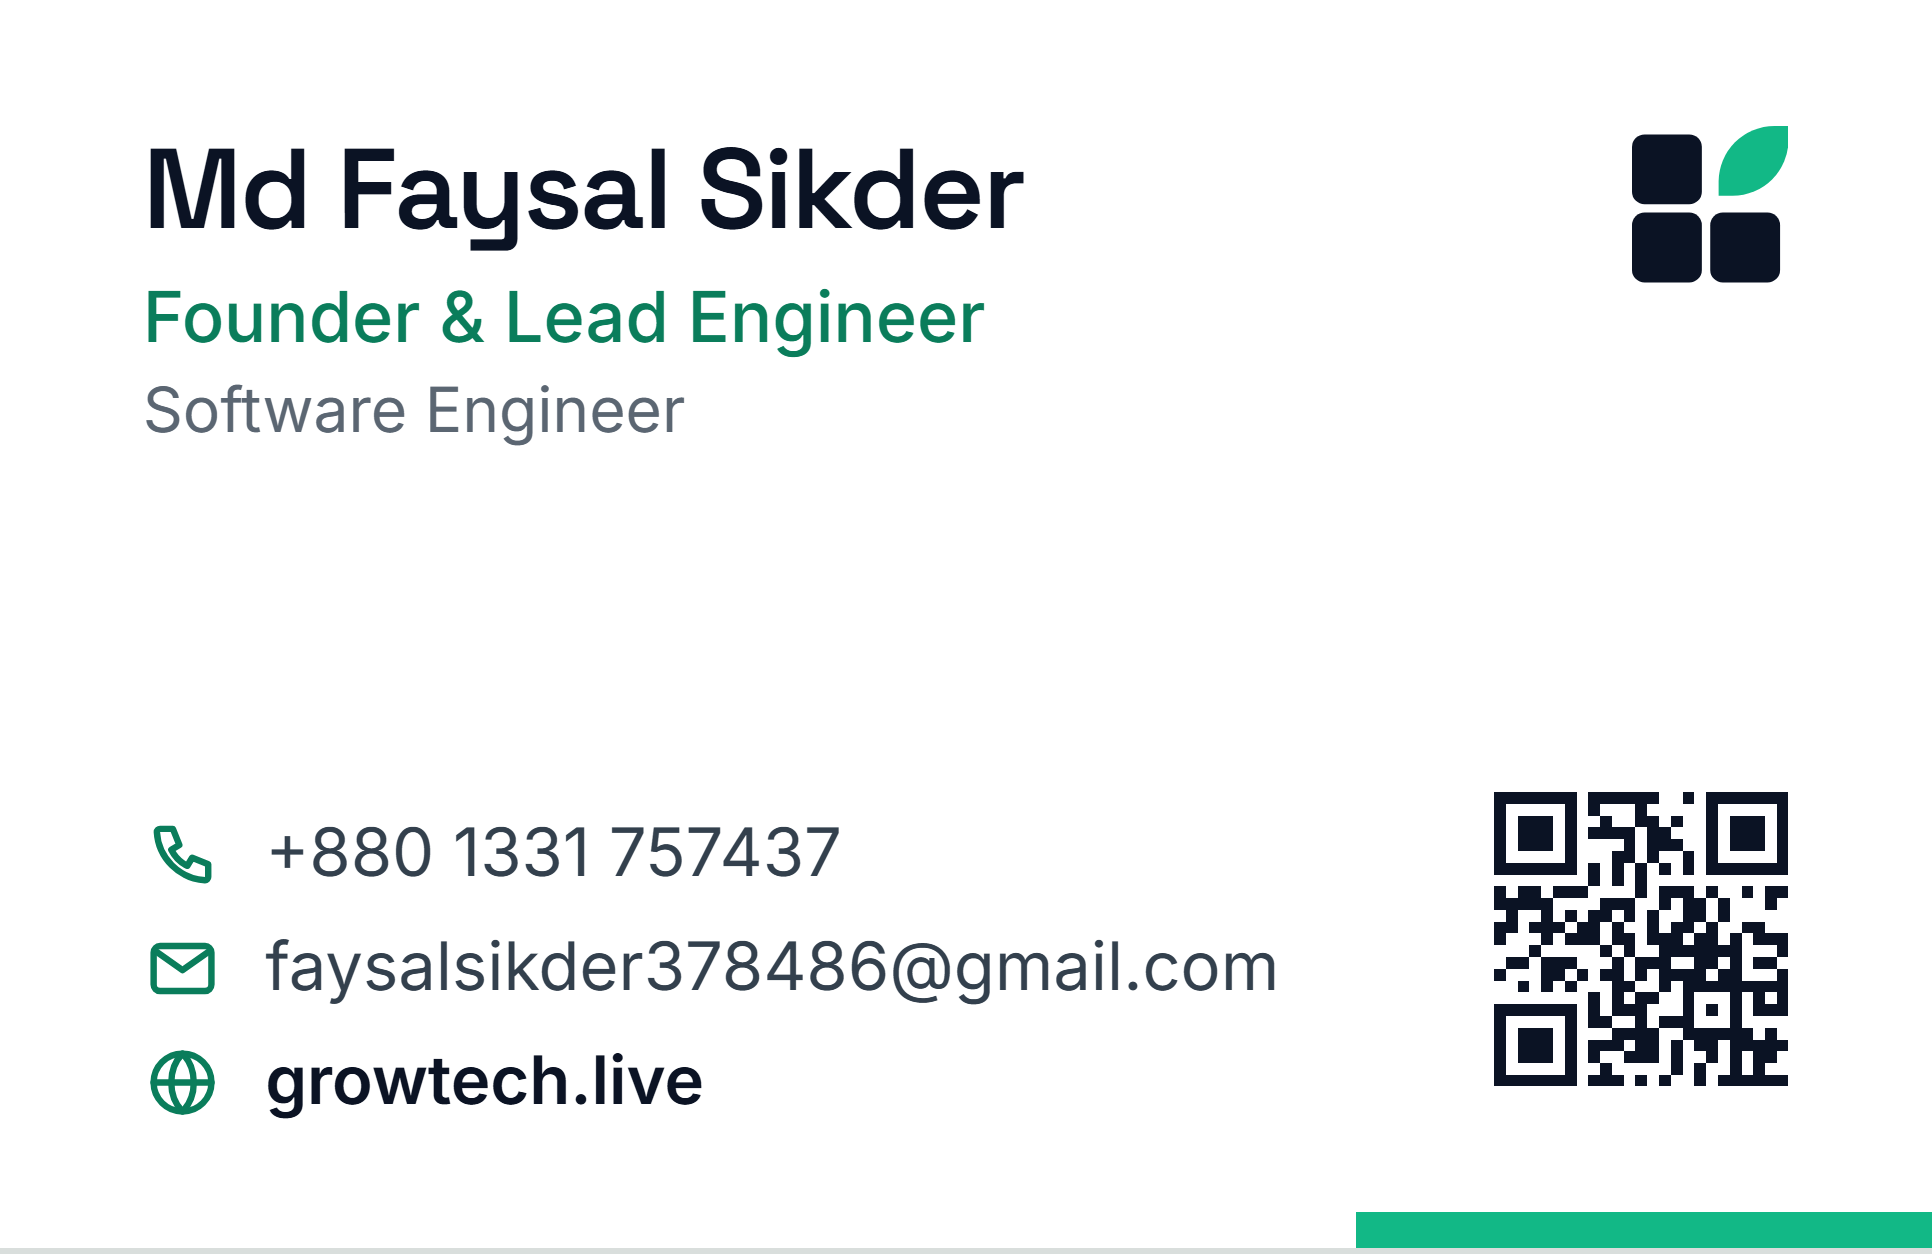 Md Faysal Sikder
Founder & Lead Engineer
Software Engineer
+880 1331 757437
faysalsikder378486@gmail.com
growtech.live